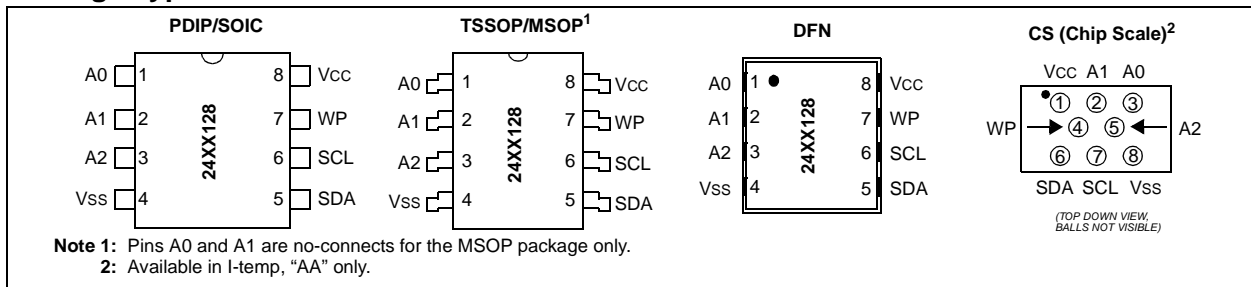 PDIP/SOIC
A0 1 8 VCC
A1 2 7 WP
A2 3 6 SCL
VSS 4 5 SDA
24XX128
TSSOP/MSOP1
A0 1 8 VCC
A1 2 7 WP
A2 3 6 SCL
VSS 4 5 SDA
24XX128
DFN
A0 1 8 VCC
A1 2 7 WP
A2 3 6 SCL
VSS 4 5 SDA
24XX128
CS (Chip Scale)2
VCC A1 A0
1 2 3
WP 4 5 A2
6 7 8
SDA SCL VSS
(TOP DOWN VIEW,
BALLS NOT VISIBLE)
Note 1: Pins A0 and A1 are no-connects for the MSOP package only.
2: Available in I-temp, “AA” only.